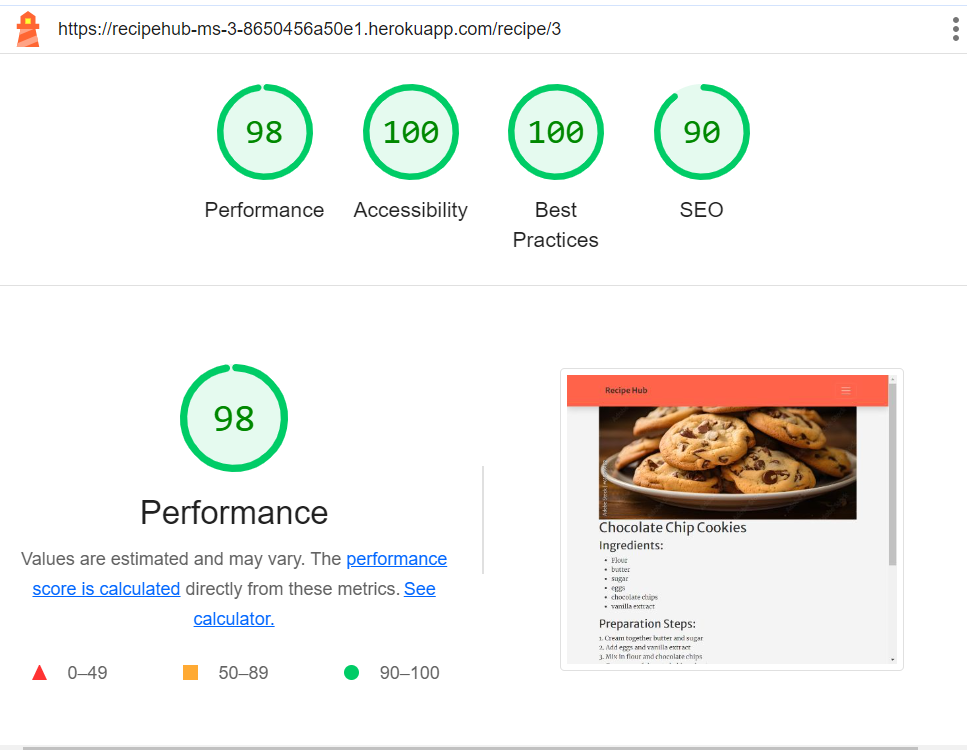 https://recipehub-ms-3-8650456a50e1.herokuapp.com/recipe/3
98
100
100
90
Performance
Accessibility
Best
Practices
SEO
98
Performance
Values are estimated and may vary. The performance
score is calculated directly from these metrics. See
calculator.
0–49
50–89
90–100
Recipe Hub
Chocolate Chip Cookies
Ingredients:
• Flour
• butter
• sugar
• eggs
• chocolate chips
• vanilla extract
Preparation Steps:
1. Cream together butter and sugar
2. Add eggs and vanilla extract
3. Mix in flour and chocolate chips